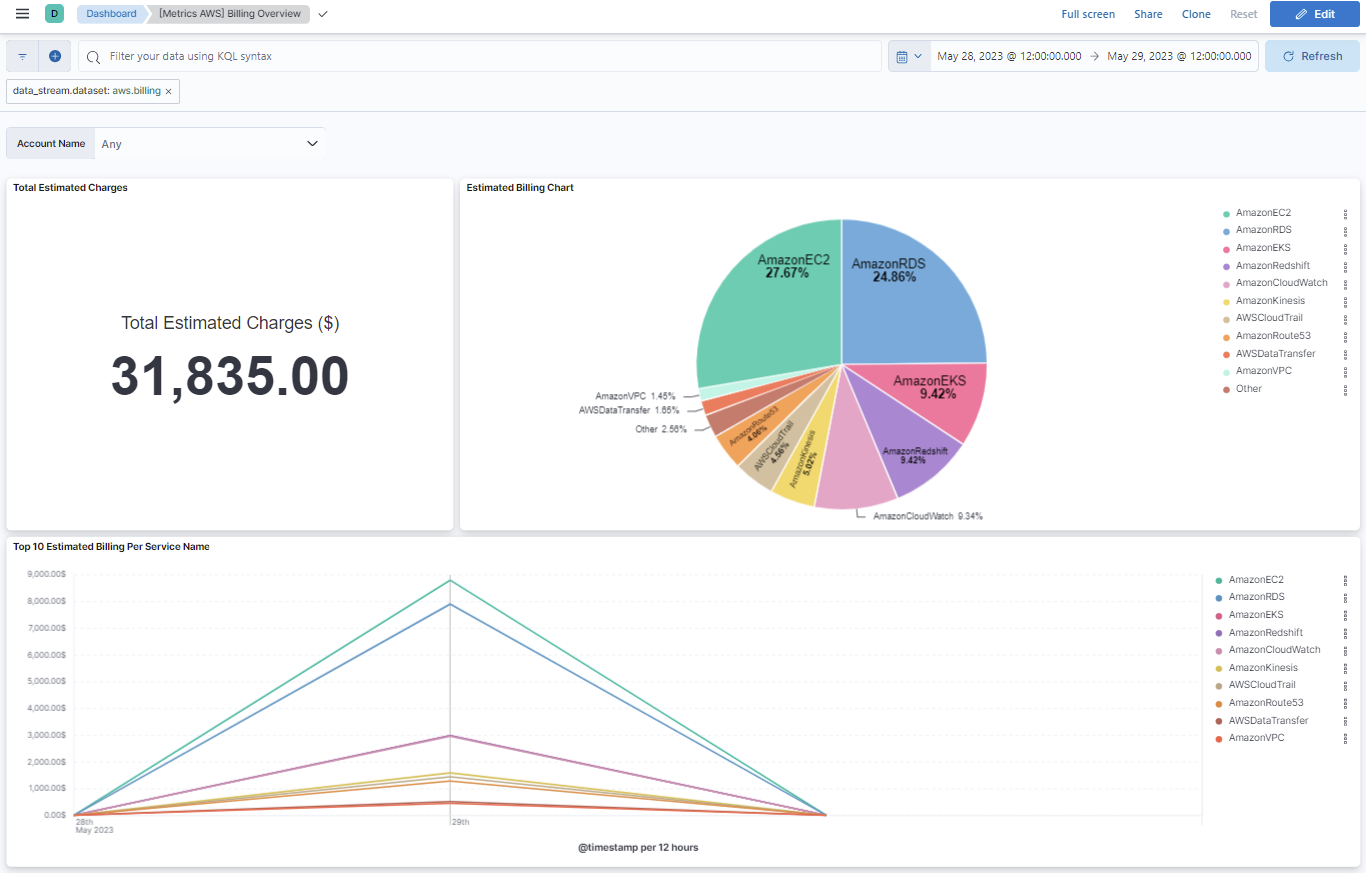 D
Dashboard
[Metrics AWS] Billing Overview
Full screen
Share
Clone
Reset
Edit
Filter your data using KQL syntax
May 28, 2023 @ 12:00:00.000 → May 29, 2023 @ 12:00:00.000
Refresh
data_stream.dataset: aws.billing ×
Account Name
Any
Total Estimated Charges
Total Estimated Charges ($)
31,835.00
Estimated Billing Chart
AmazonEC2
27.67%
AmazonRDS
24.86%
AmazonEKS
9.42%
AmazonRedshift
9.42%
AmazonCloudWatch 9.34%
AmazonKinesis
5.02%
AWSCloudTrail
4.56%
AmazonRoute53
4.06%
Other 2.56%
AWSDataTransfer 1.66%
AmazonVPC 1.45%
AmazonEC2
AmazonRDS
AmazonEKS
AmazonRedshift
AmazonCloudWatch
AmazonKinesis
AWSCloudTrail
AmazonRoute53
AWSDataTransfer
AmazonVPC
Other
Top 10 Estimated Billing Per Service Name
9,000.00$
8,000.00$
7,000.00$
6,000.00$
5,000.00$
4,000.00$
3,000.00$
2,000.00$
1,000.00$
0.00$
28th
May 2023
29th
@timestamp per 12 hours
AmazonEC2
AmazonRDS
AmazonEKS
AmazonRedshift
AmazonCloudWatch
AmazonKinesis
AWSCloudTrail
AmazonRoute53
AWSDataTransfer
AmazonVPC